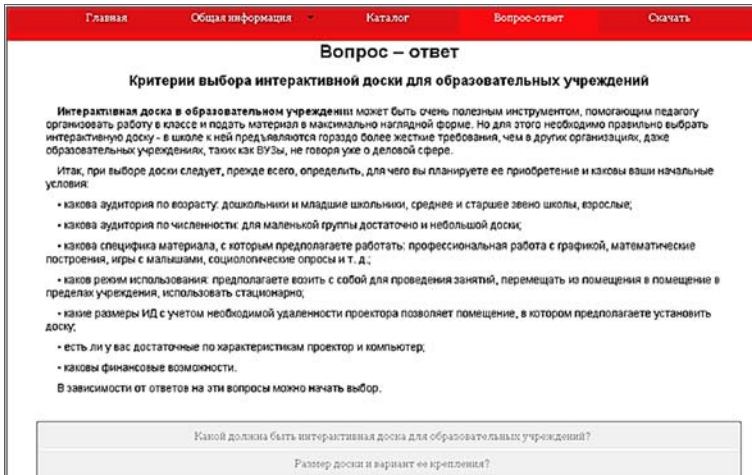 Главная Общая информация Каталог Вопрос-ответ Скачать
Вопрос – ответ
Критерии выбора интерактивной доски для образовательных учреждений
Интерактивная доска в образовательном учреждении может быть очень полезным инструментом, помогающим педагогу
организовать работу в классе и подать материал в максимально наглядной форме. Но для этого необходимо правильно выбрать
интерактивную доску - в школе к ней предъявляются гораздо более жесткие требования, чем в других организациях, даже
образовательных учреждениях, таких как ВУЗы, не говоря уже о деловой сфере.
Итак, при выборе доски следует, прежде всего, определить, для чего вы планируете ее приобретение и каковы ваши начальные
условия:
• какова аудитория по возрасту: дошкольники и младшие школьники, среднее и старшее звено школы, взрослые;
• какова аудитория по численности: для маленькой группы достаточно и небольшой доски;
• какова специфика материала, с которым предполагаете работать: профессиональная работа с графикой, математические
построения, игры с малышами, социологические опросы и т. д.;
• каков режим использования: предполагаете возить с собой для проведения занятий, перемещать из помещения в помещение в
пределах учреждения, использовать стационарно;
• какие размеры ИД с учетом необходимой удаленности проектора позволяет помещение, в котором предполагаете установить
доску;
• есть ли у вас достаточные по характеристикам проектор и компьютер;
• каковы финансовые возможности.
В зависимости от ответов на эти вопросы можно начать выбор.
Какой должна быть интерактивная доска для образовательных учреждений?
Размер доски и вариант ее крепления?